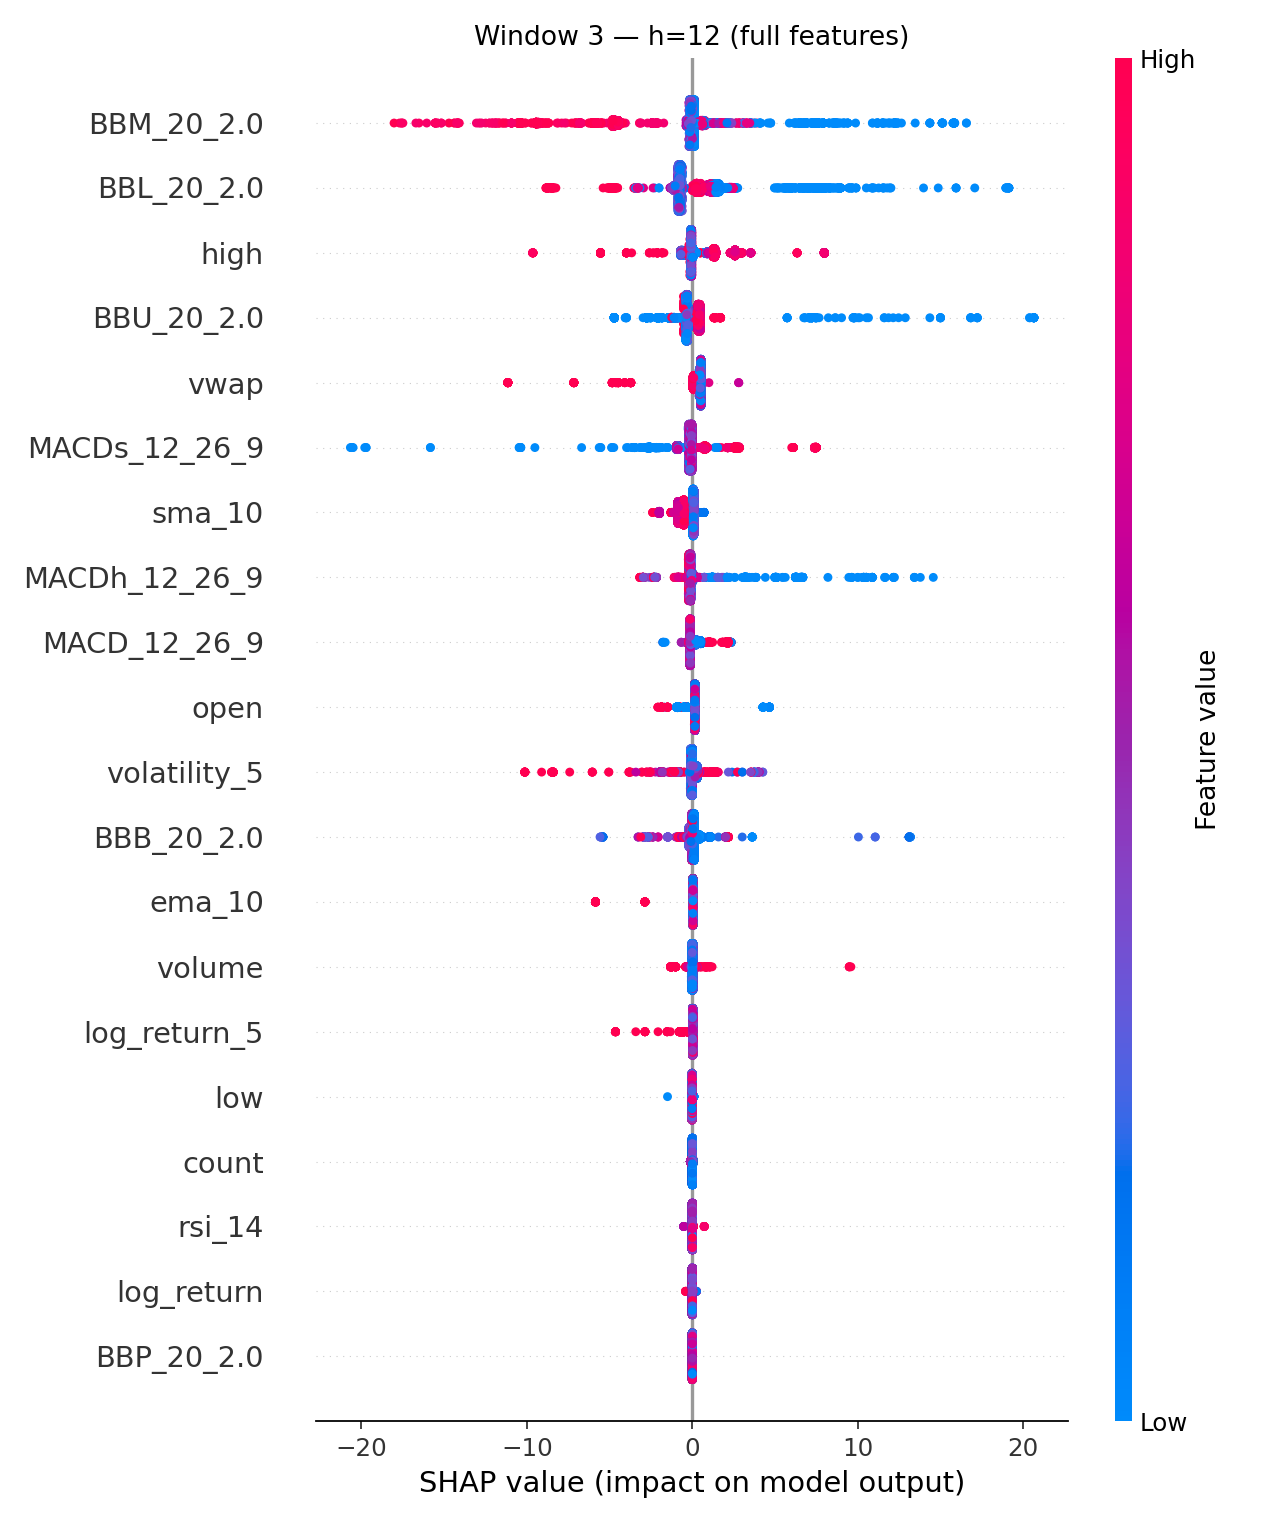 Window 3 — h=12 (full features)
High
BBM_20_2.0
BBL_20_2.0
high
BBU_20_2.0
vwap
MACDs_12_26_9
sma_10
MACDh_12_26_9
MACD_12_26_9
open
volatility_5
BBB_20_2.0
ema_10
volume
log_return_5
low
count
rsi_14
log_return
BBP_20_2.0
Feature value
Low
−20 −10 0 10 20
SHAP value (impact on model output)